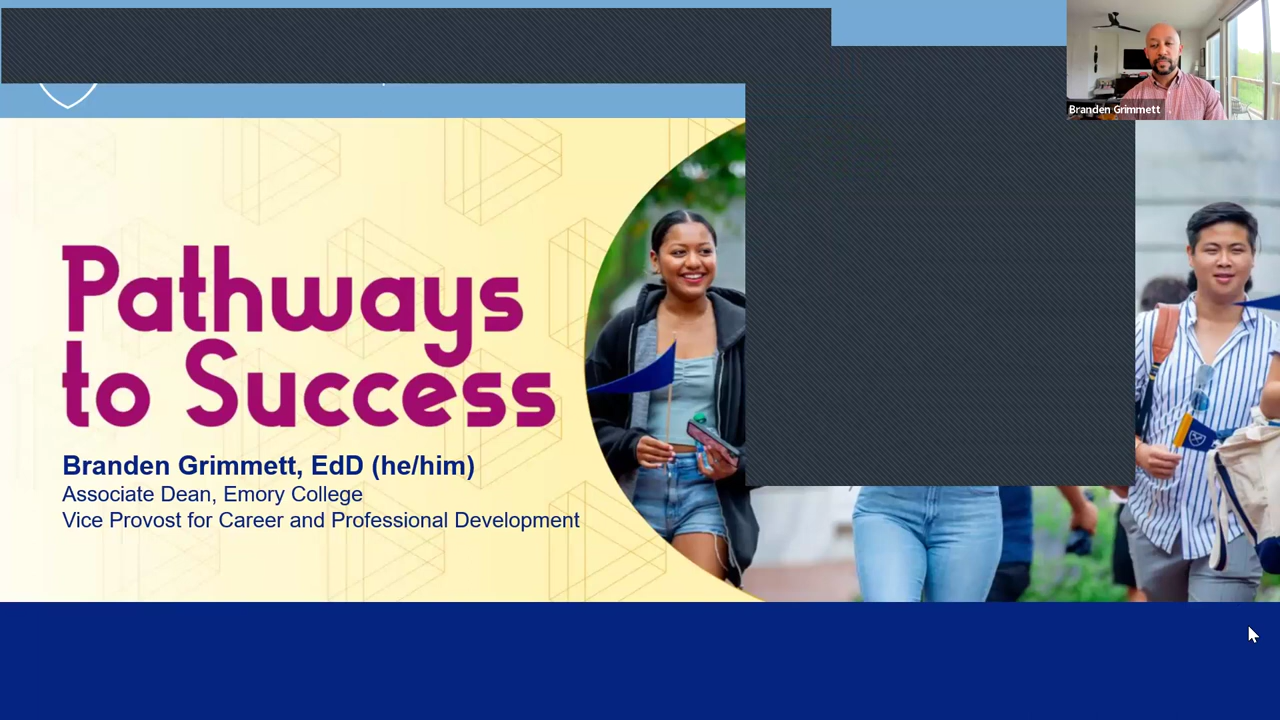 Branden Grimmett
Pathways
to Success
Branden Grimmett, EdD (he/him)
Associate Dean, Emory College
Vice Provost for Career and Professional Development